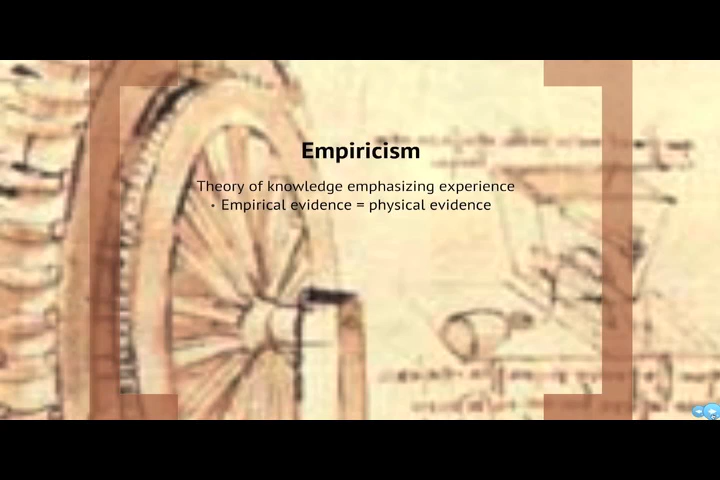 Empiricism
Theory of knowledge emphasizing experience
• Empirical evidence = physical evidence